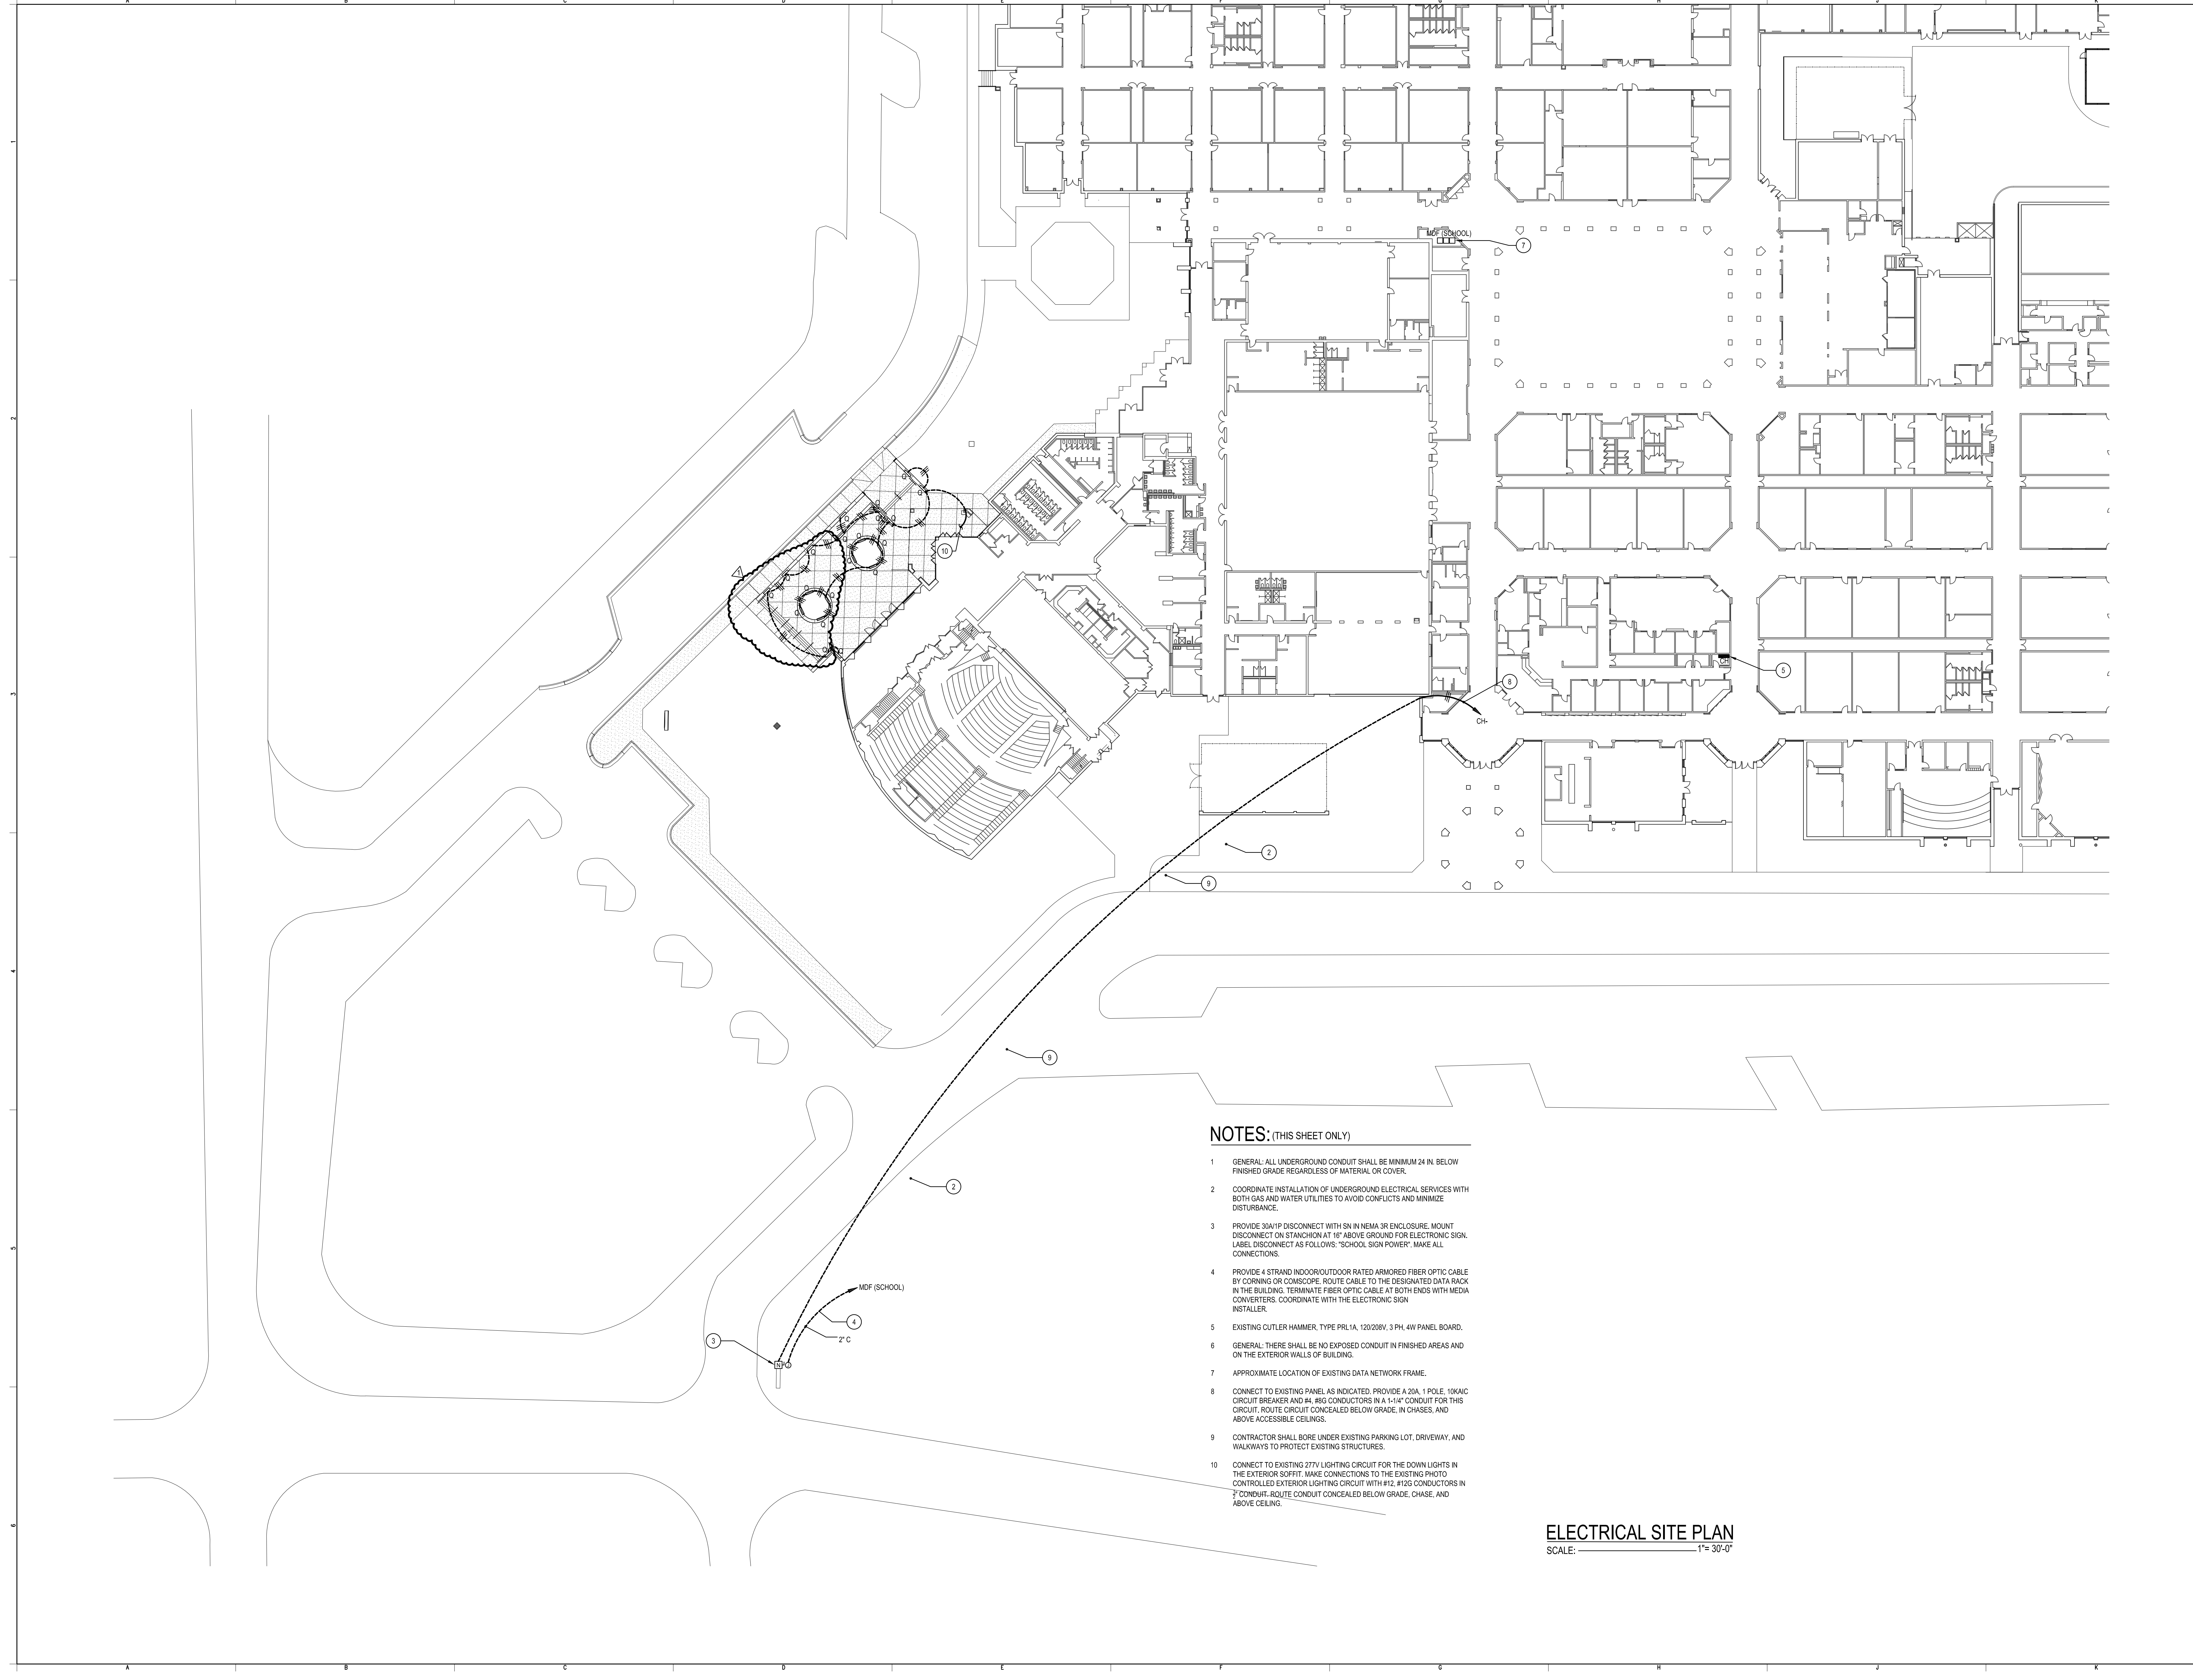 A B C D E F G H J K
1
MDF (SCHOOL)
7
2
10
1
3
5
8
CH
CH-
2
9
4
9
NOTES: (THIS SHEET ONLY)
1 GENERAL: ALL UNDERGROUND CONDUIT SHALL BE MINIMUM 24 IN. BELOW
FINISHED GRADE REGARDLESS OF MATERIAL OR COVER.
2 COORDINATE INSTALLATION OF UNDERGROUND ELECTRICAL SERVICES WITH
BOTH GAS AND WATER UTILITIES TO AVOID CONFLICTS AND MINIMIZE
DISTURBANCE.
3 PROVIDE 30A/1P DISCONNECT WITH SN IN NEMA 3R ENCLOSURE. MOUNT
DISCONNECT ON STANCHION AT 16" ABOVE GROUND FOR ELECTRONIC SIGN.
LABEL DISCONNECT AS FOLLOWS; "SCHOOL SIGN POWER". MAKE ALL
CONNECTIONS.
4 PROVIDE 4 STRAND INDOOR/OUTDOOR RATED ARMORED FIBER OPTIC CABLE
BY CORNING OR COMSCOPE. ROUTE CABLE TO THE DESIGNATED DATA RACK
IN THE BUILDING. TERMINATE FIBER OPTIC CABLE AT BOTH ENDS WITH MEDIA
CONVERTERS. COORDINATE WITH THE ELECTRONIC SIGN
INSTALLER.
5 EXISTING CUTLER HAMMER, TYPE PRL1A, 120/208V, 3 PH, 4W PANEL BOARD.
6 GENERAL: THERE SHALL BE NO EXPOSED CONDUIT IN FINISHED AREAS AND
ON THE EXTERIOR WALLS OF BUILDING.
7 APPROXIMATE LOCATION OF EXISTING DATA NETWORK FRAME.
8 CONNECT TO EXISTING PANEL AS INDICATED. PROVIDE A 20A, 1 POLE, 10KAIC
CIRCUIT BREAKER AND #4, #8G CONDUCTORS IN A 1-1/4" CONDUIT FOR THIS
CIRCUIT. ROUTE CIRCUIT CONCEALED BELOW GRADE, IN CHASES, AND
ABOVE ACCESSIBLE CEILINGS.
9 CONTRACTOR SHALL BORE UNDER EXISTING PARKING LOT, DRIVEWAY, AND
WALKWAYS TO PROTECT EXISTING STRUCTURES.
10 CONNECT TO EXISTING 277V LIGHTING CIRCUIT FOR THE DOWN LIGHTS IN
THE EXTERIOR SOFFIT. MAKE CONNECTIONS TO THE EXISTING PHOTO
CONTROLLED EXTERIOR LIGHTING CIRCUIT WITH #12, #12G CONDUCTORS IN
CONDUIT. ROUTE CONDUIT CONCEALED BELOW GRADE, CHASE, AND
ABOVE CEILING.
2
5
MDF (SCHOOL)
4
2" C
3
N
J
6
ELECTRICAL SITE PLAN
SCALE: 1"= 30'-0"
A B C D E F G H J K